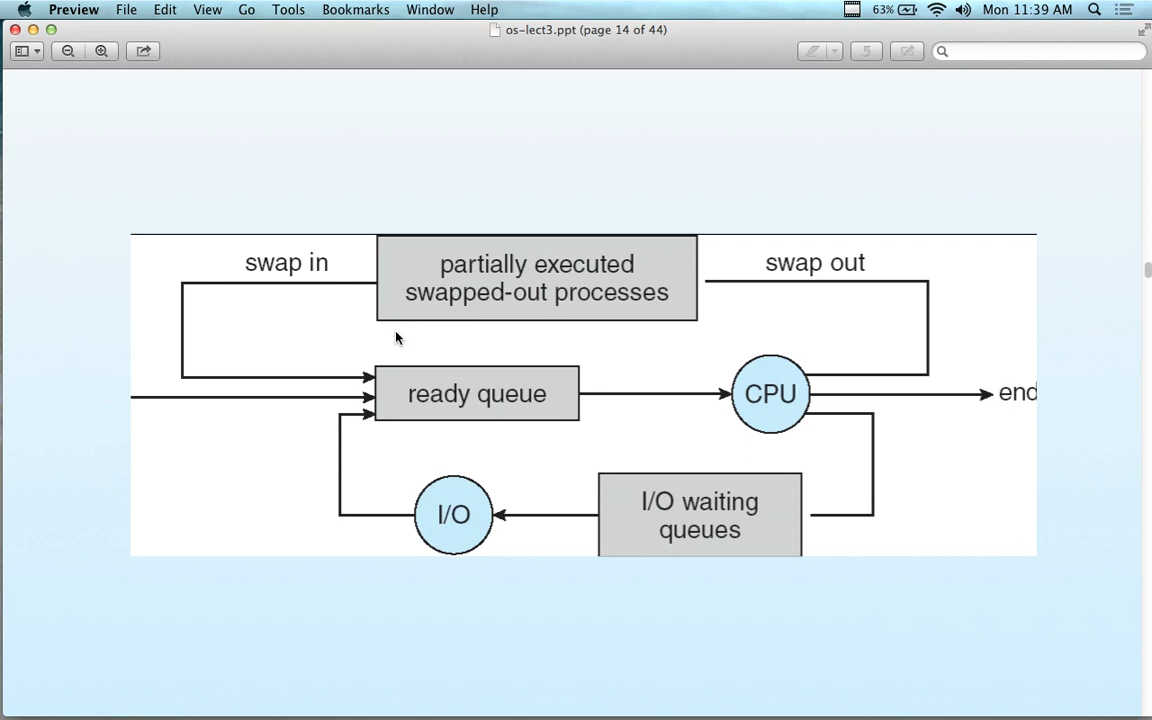 Preview File Edit View Go Tools Bookmarks Window Help 63% Mon 11:39 AM
os-lect3.ppt (page 14 of 44)
swap in
partially executed
swapped-out processes
swap out
ready queue
CPU
end
I/O
I/O waiting
queues